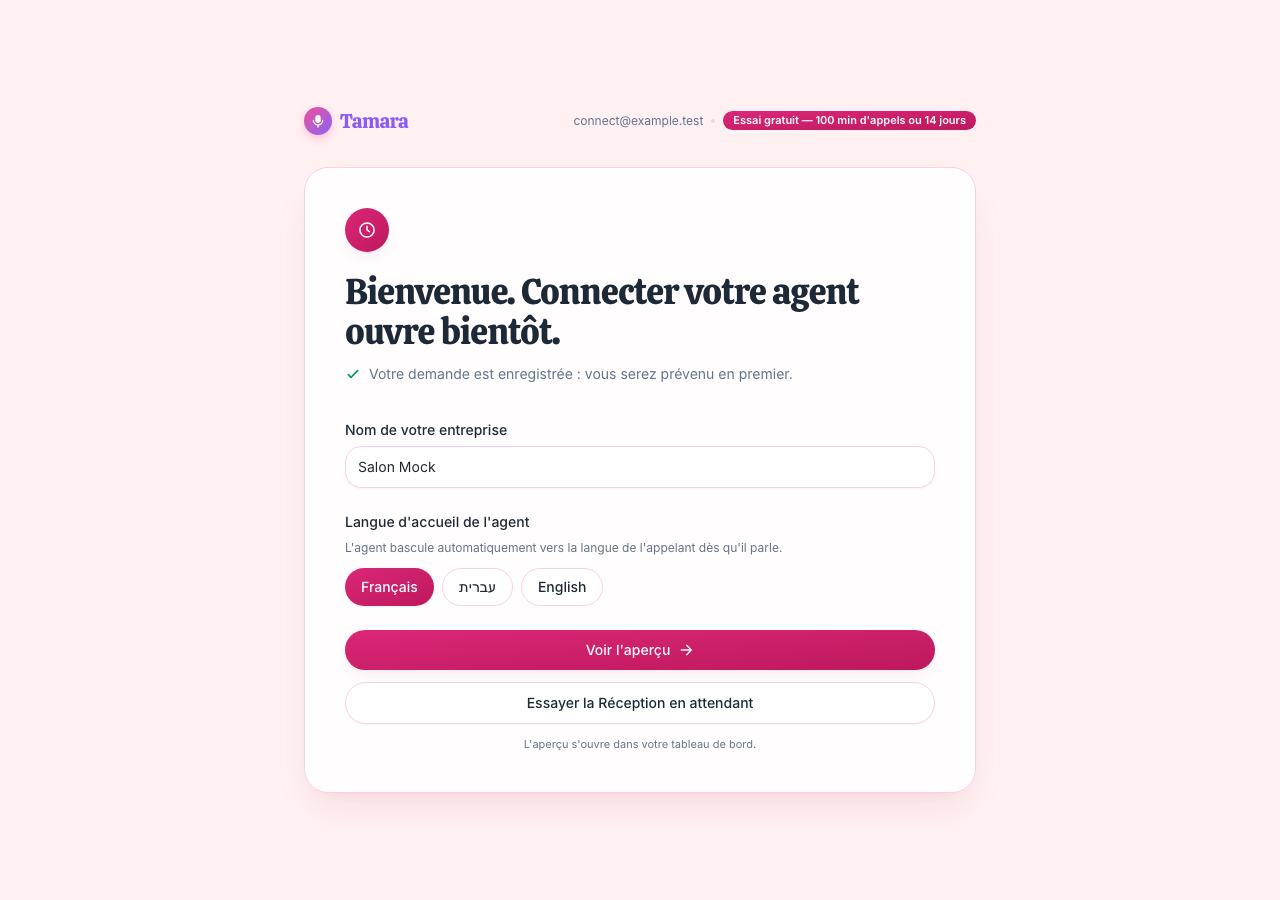 Tamara
connect@example.test
Essai gratuit — 100 min d'appels ou 14 jours
Bienvenue. Connecter votre agent
ouvre bientôt.
Votre demande est enregistrée : vous serez prévenu en premier.
Nom de votre entreprise
Salon Mock
Langue d'accueil de l'agent
L'agent bascule automatiquement vers la langue de l'appelant dès qu'il parle.
Français
עברית
English
Voir l'aperçu
Essayer la Réception en attendant
L'aperçu s'ouvre dans votre tableau de bord.